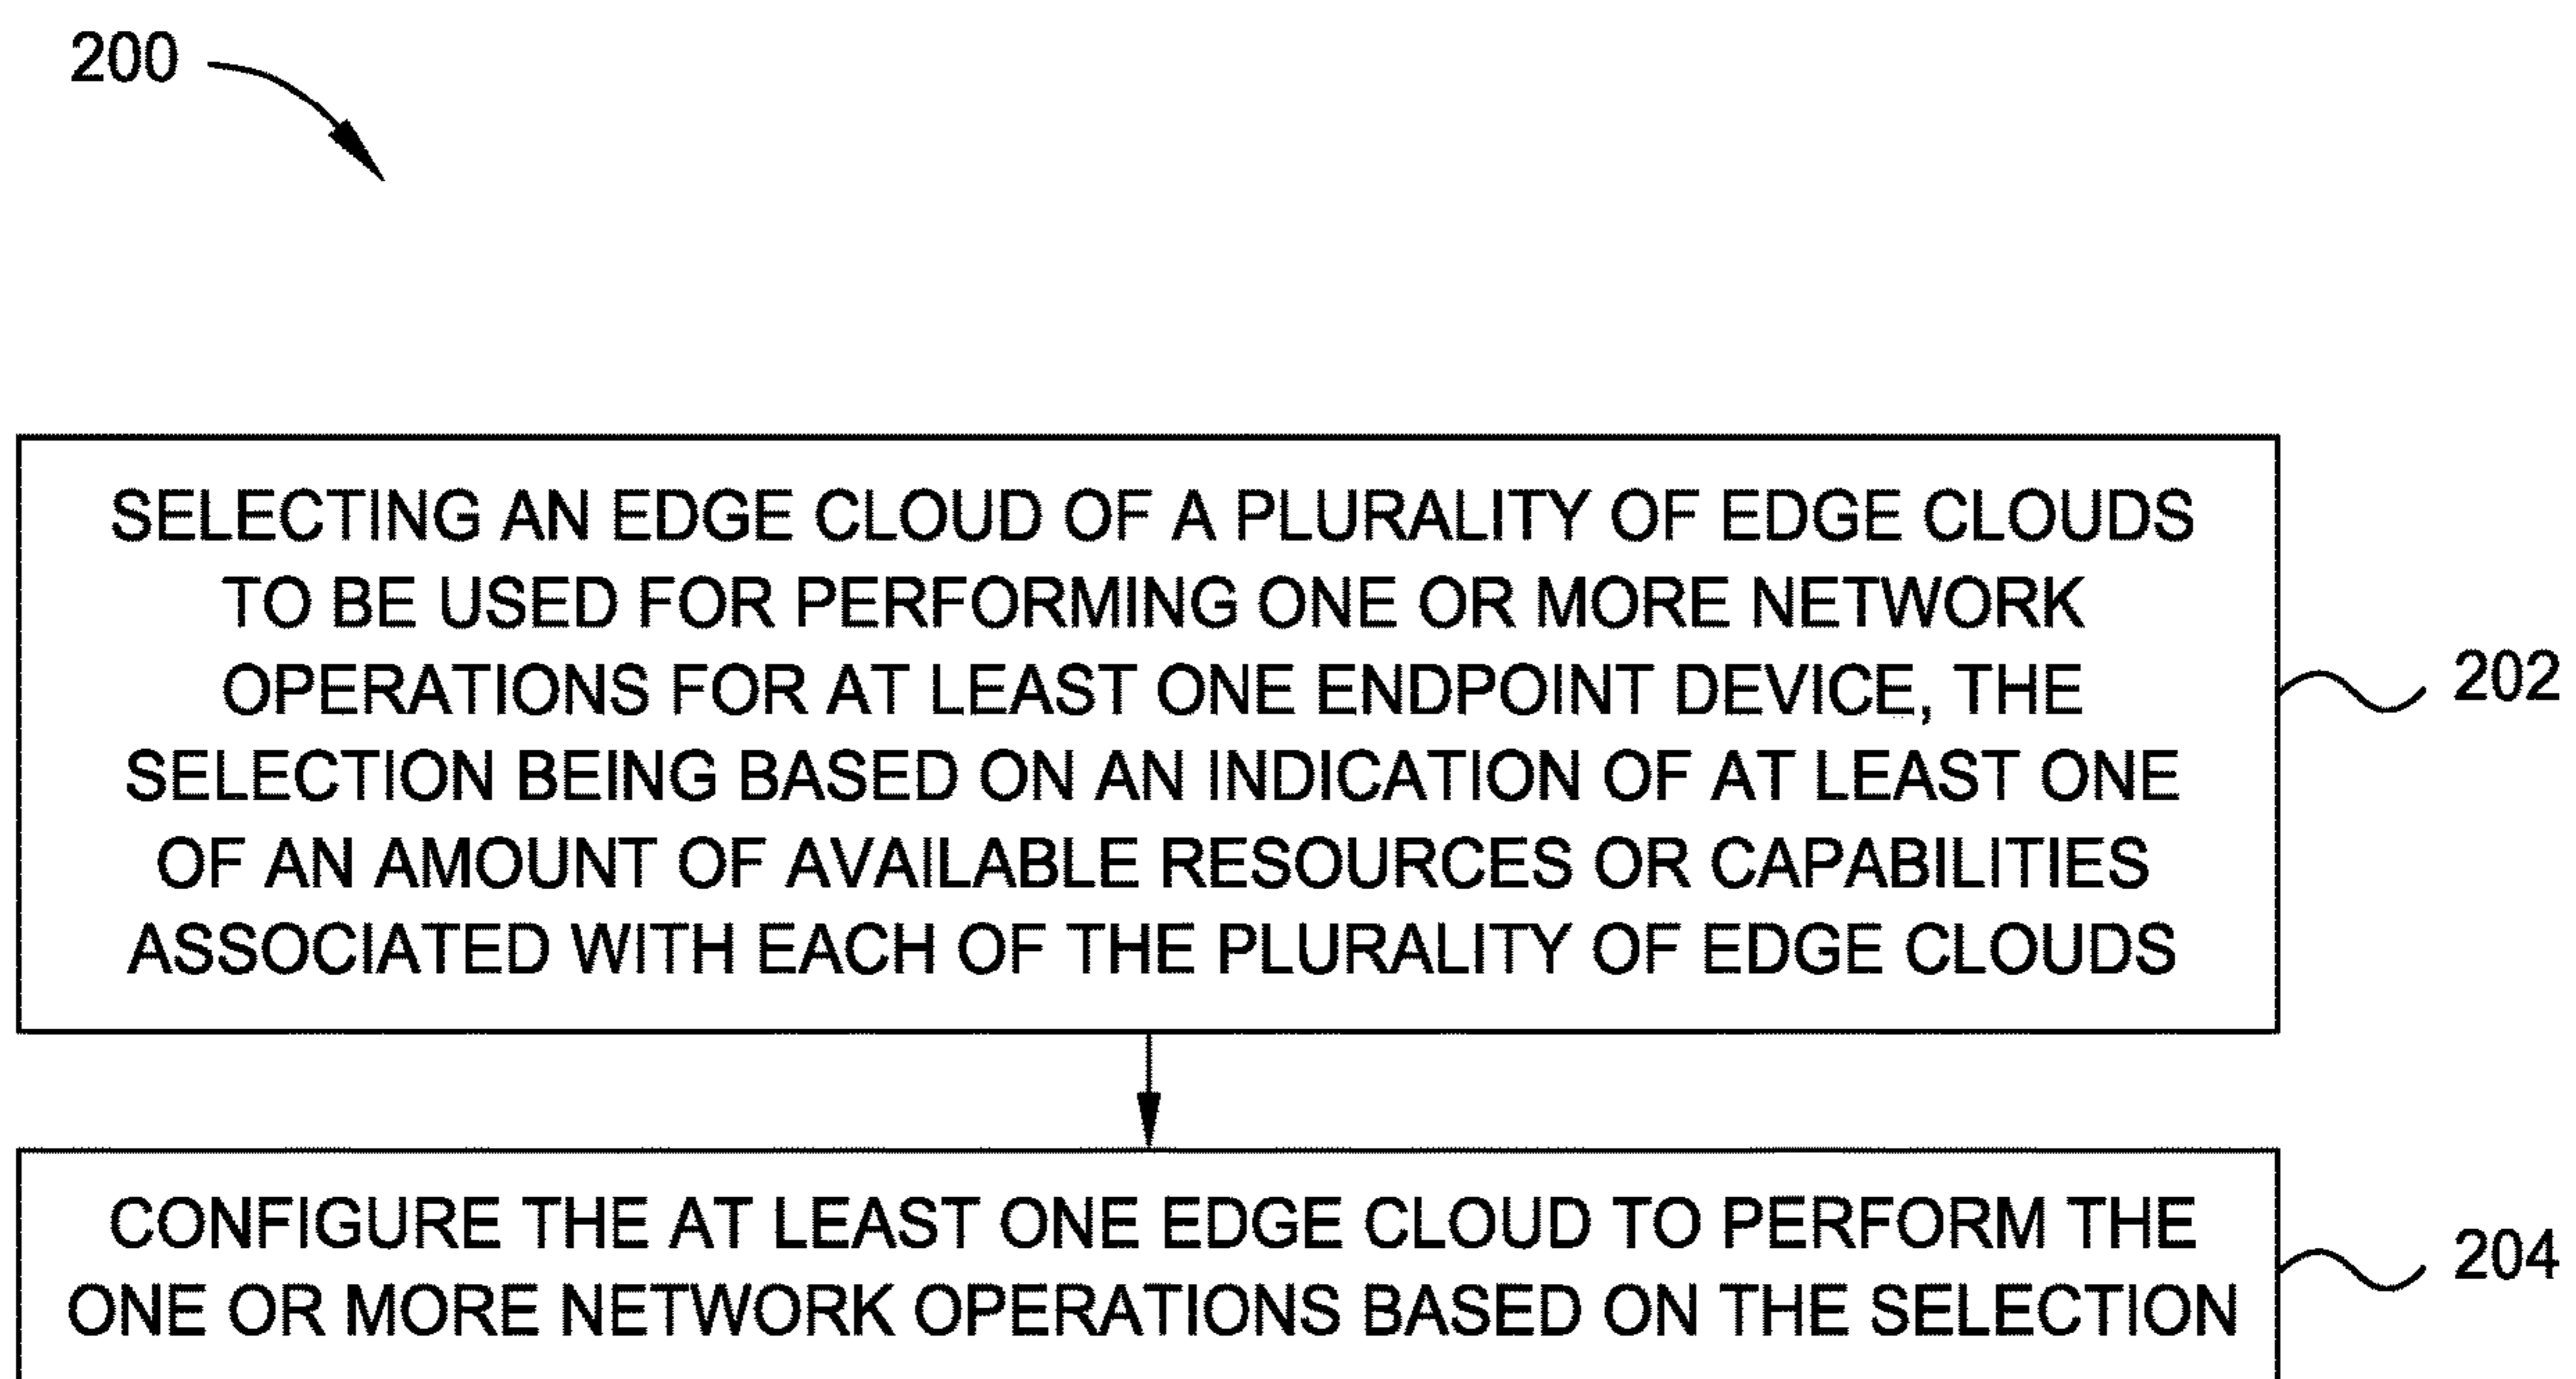 200
SELECTING AN EDGE CLOUD OF A PLURALITY OF EDGE CLOUDS
TO BE USED FOR PERFORMING ONE OR MORE NETWORK
OPERATIONS FOR AT LEAST ONE ENDPOINT DEVICE, THE
SELECTION BEING BASED ON AN INDICATION OF AT LEAST ONE
OF AN AMOUNT OF AVAILABLE RESOURCES OR CAPABILITIES
ASSOCIATED WITH EACH OF THE PLURALITY OF EDGE CLOUDS
202
CONFIGURE THE AT LEAST ONE EDGE CLOUD TO PERFORM THE
ONE OR MORE NETWORK OPERATIONS BASED ON THE SELECTION
204